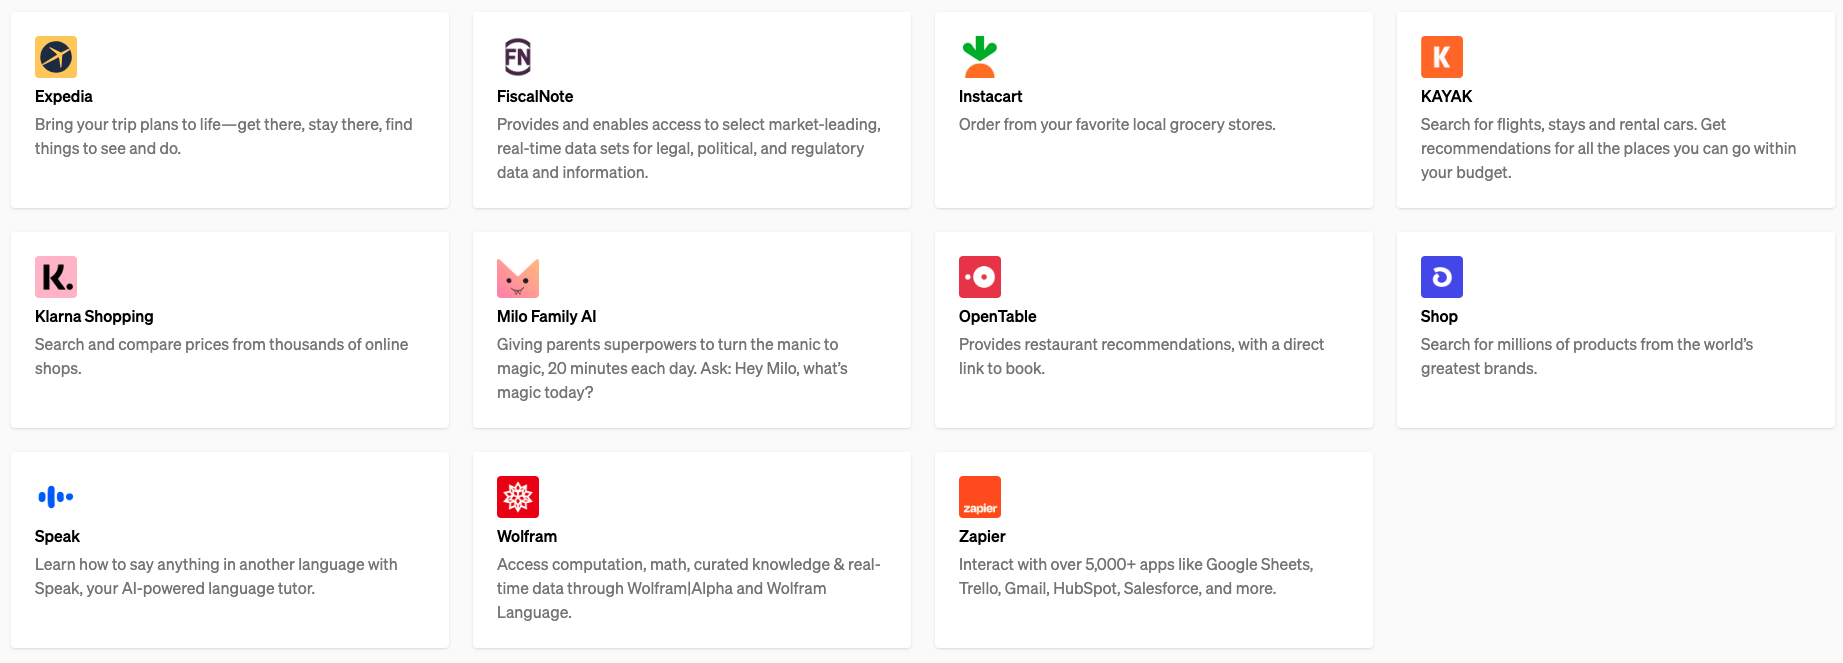 Expedia
Bring your trip plans to life—get there, stay there, find
things to see and do.
FN
FiscalNote
Provides and enables access to select market-leading,
real-time data sets for legal, political, and regulatory
data and information.
Instacart
Order from your favorite local grocery stores.
K
KAYAK
Search for flights, stays and rental cars. Get
recommendations for all the places you can go within
your budget.
K.
Klarna Shopping
Search and compare prices from thousands of online
shops.
Milo Family AI
Giving parents superpowers to turn the manic to
magic, 20 minutes each day. Ask: Hey Milo, what’s
magic today?
OpenTable
Provides restaurant recommendations, with a direct
link to book.
Shop
Search for millions of products from the world’s
greatest brands.
Speak
Learn how to say anything in another language with
Speak, your AI-powered language tutor.
Wolfram
Access computation, math, curated knowledge & real-
time data through Wolfram|Alpha and Wolfram
Language.
zapier
Zapier
Interact with over 5,000+ apps like Google Sheets,
Trello, Gmail, HubSpot, Salesforce, and more.